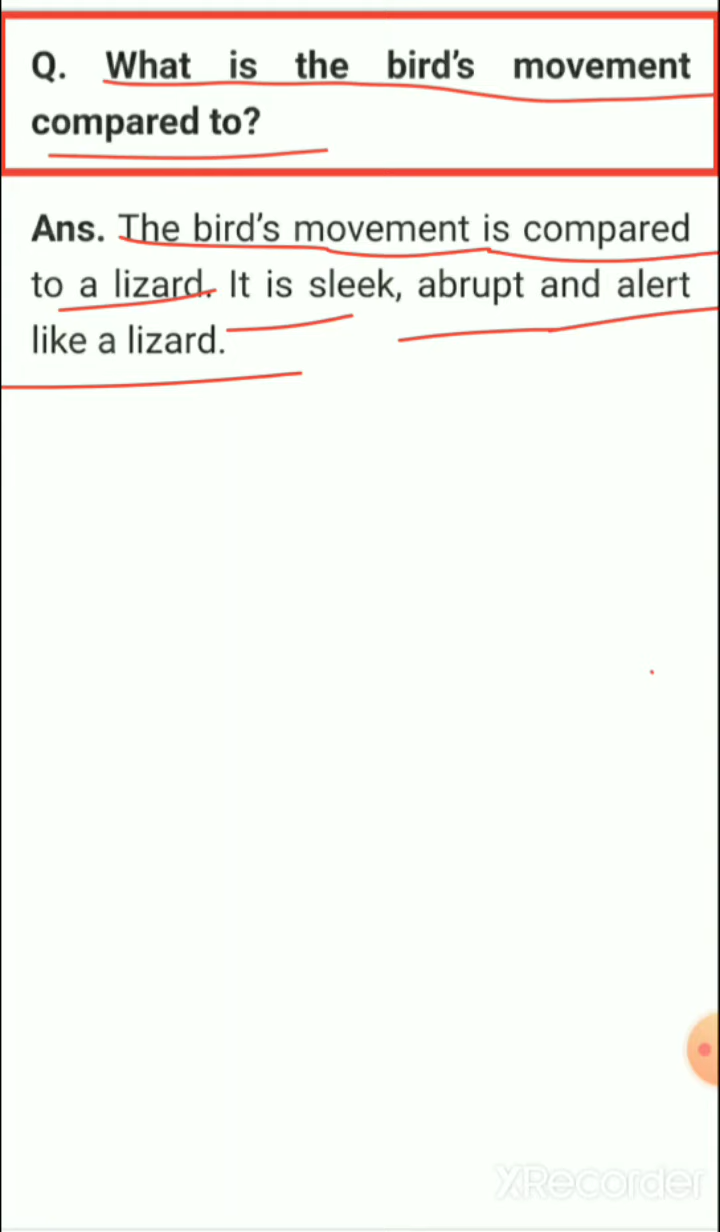 Q. What is the bird's movement
compared to?
Ans. The bird's movement is compared
to a lizard. It is sleek, abrupt and alert
like a lizard.
XRecorder